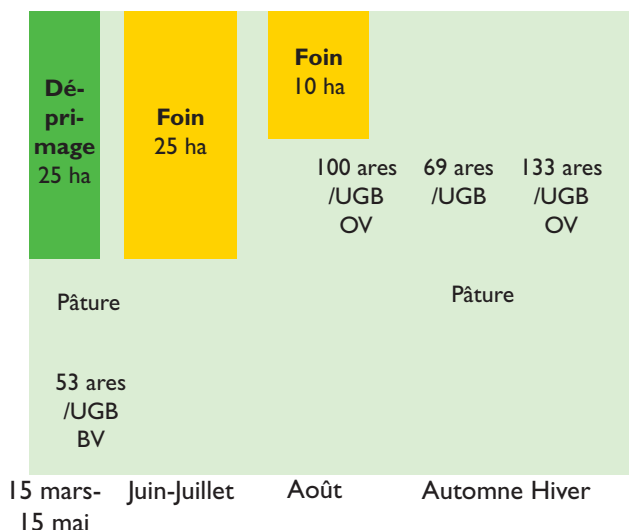 Dé-
pri-
mage
25 ha
Foin
25 ha
Foin
10 ha
100 ares
/UGB
OV
69 ares
/UGB
133 ares
/UGB
OV
Pâture
Pâture
53 ares
/UGB
BV
15 mars-
15 mai
Juin-Juillet
Août
Automne Hiver